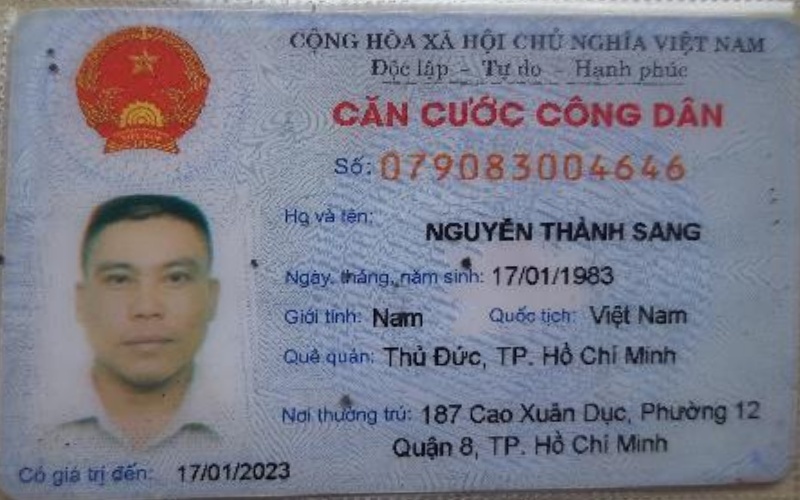 CỘNG HÒA XÃ HỘI CHỦ NGHĨA VIỆT NAM
Độc lập - Tự do - Hạnh phúc
CĂN CƯỚC CÔNG DÂN
Số: 079083004646
Họ và tên: NGUYỄN THÀNH SANG
Ngày, tháng, năm sinh: 17/01/1983
Giới tính: Nam Quốc tịch: Việt Nam
Quê quán: Thủ Đức, TP. Hồ Chí Minh
Nơi thường trú: 187 Cao Xuân Dục, Phường 12
Quận 8, TP. Hồ Chí Minh
Có giá trị đến: 17/01/2023